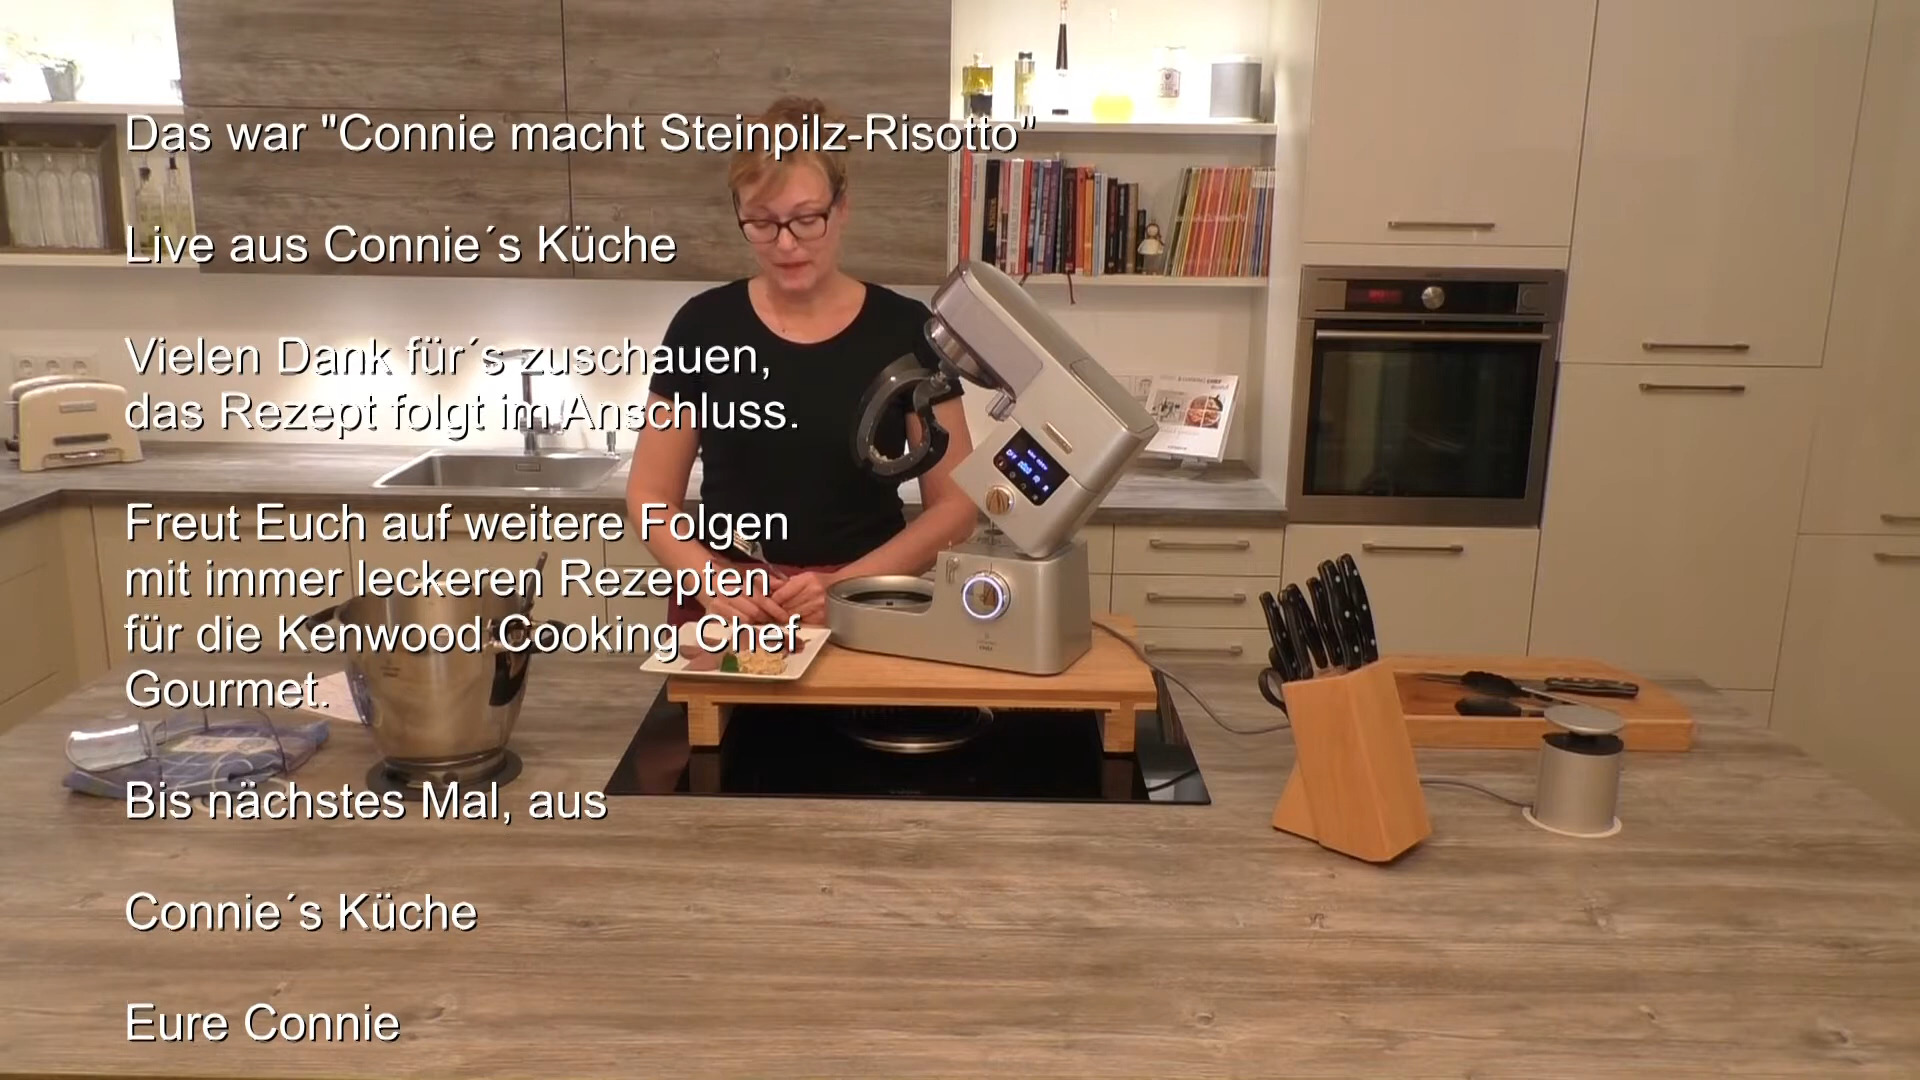 Das war "Connie macht Steinpilz-Risotto"
Live aus Connie´s Küche
Vielen Dank für´s zuschauen,
das Rezept folgt im Anschluss.
Freut Euch auf weitere Folgen
mit immer leckeren Rezepten
für die Kenwood Cooking Chef
Gourmet.
Bis nächstes Mal, aus
Connie´s Küche
Eure Connie